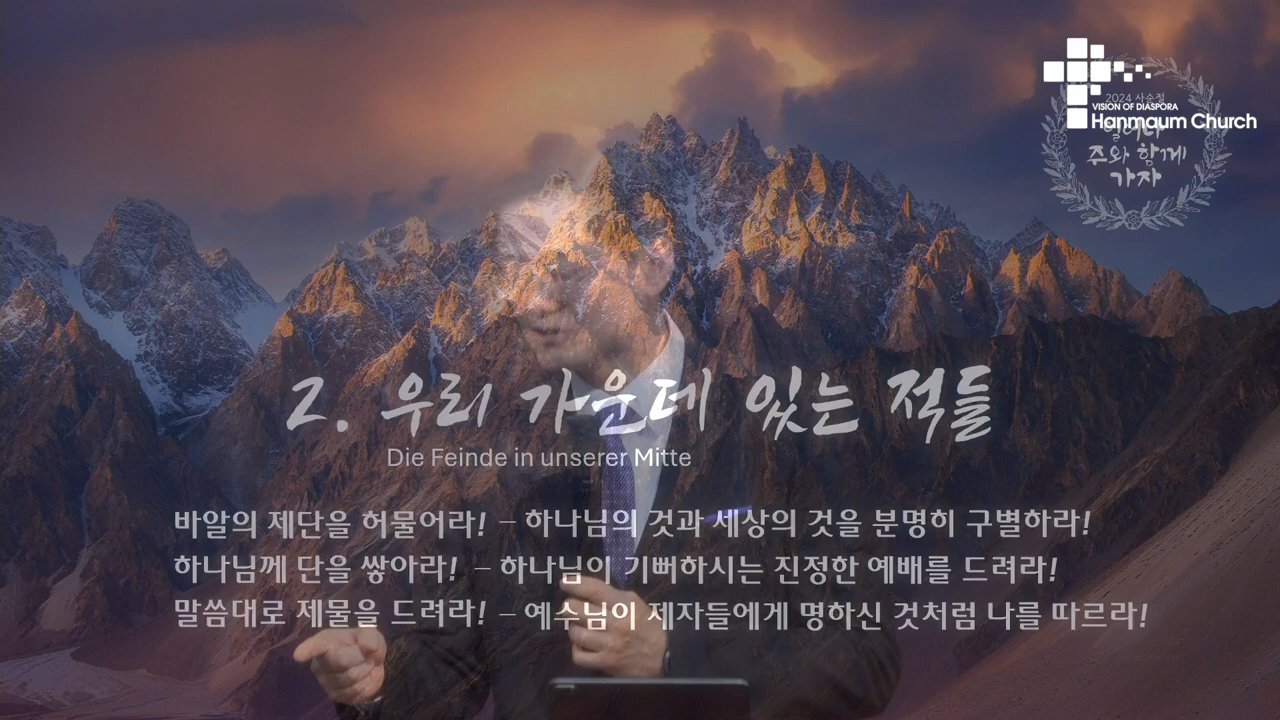 2024 사순절
VISION OF DIASPORA
Hanmaum Church
주와 함께
가자
2. 우리 가운데 있는 적들
Die Feinde in unserer Mitte
바알의 제단을 허물어라! – 하나님의 것과 세상의 것을 분명히 구별하라!
하나님께 단을 쌓아라! – 하나님이 기뻐하시는 진정한 예배를 드려라!
말씀대로 제물을 드려라! – 예수님이 제자들에게 명하신 것처럼 나를 따르라!